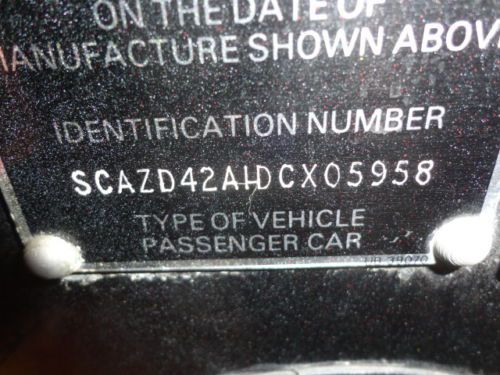 ON THE DATE OF
MANUFACTURE SHOWN ABOVE
IDENTIFICATION NUMBER
SCAZD42A1DCX05958
TYPE OF VEHICLE
PASSENGER CAR